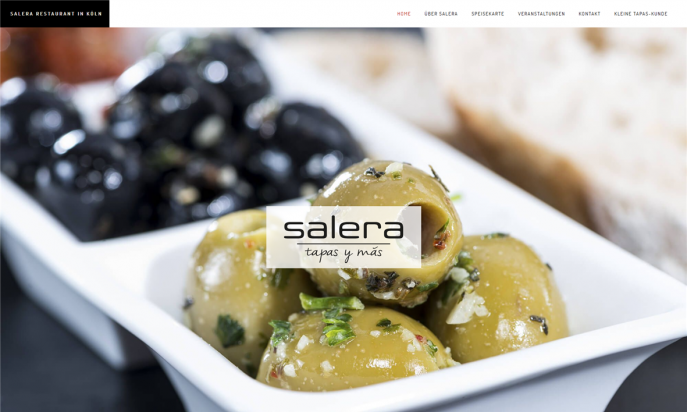 SALERA RESTAURANT IN KÖLN
HOME ÜBER SALERA SPEISEKARTE VERANSTALTUNGEN KONTAKT KLEINE TAPAS-KUNDE
salera
tapas y más